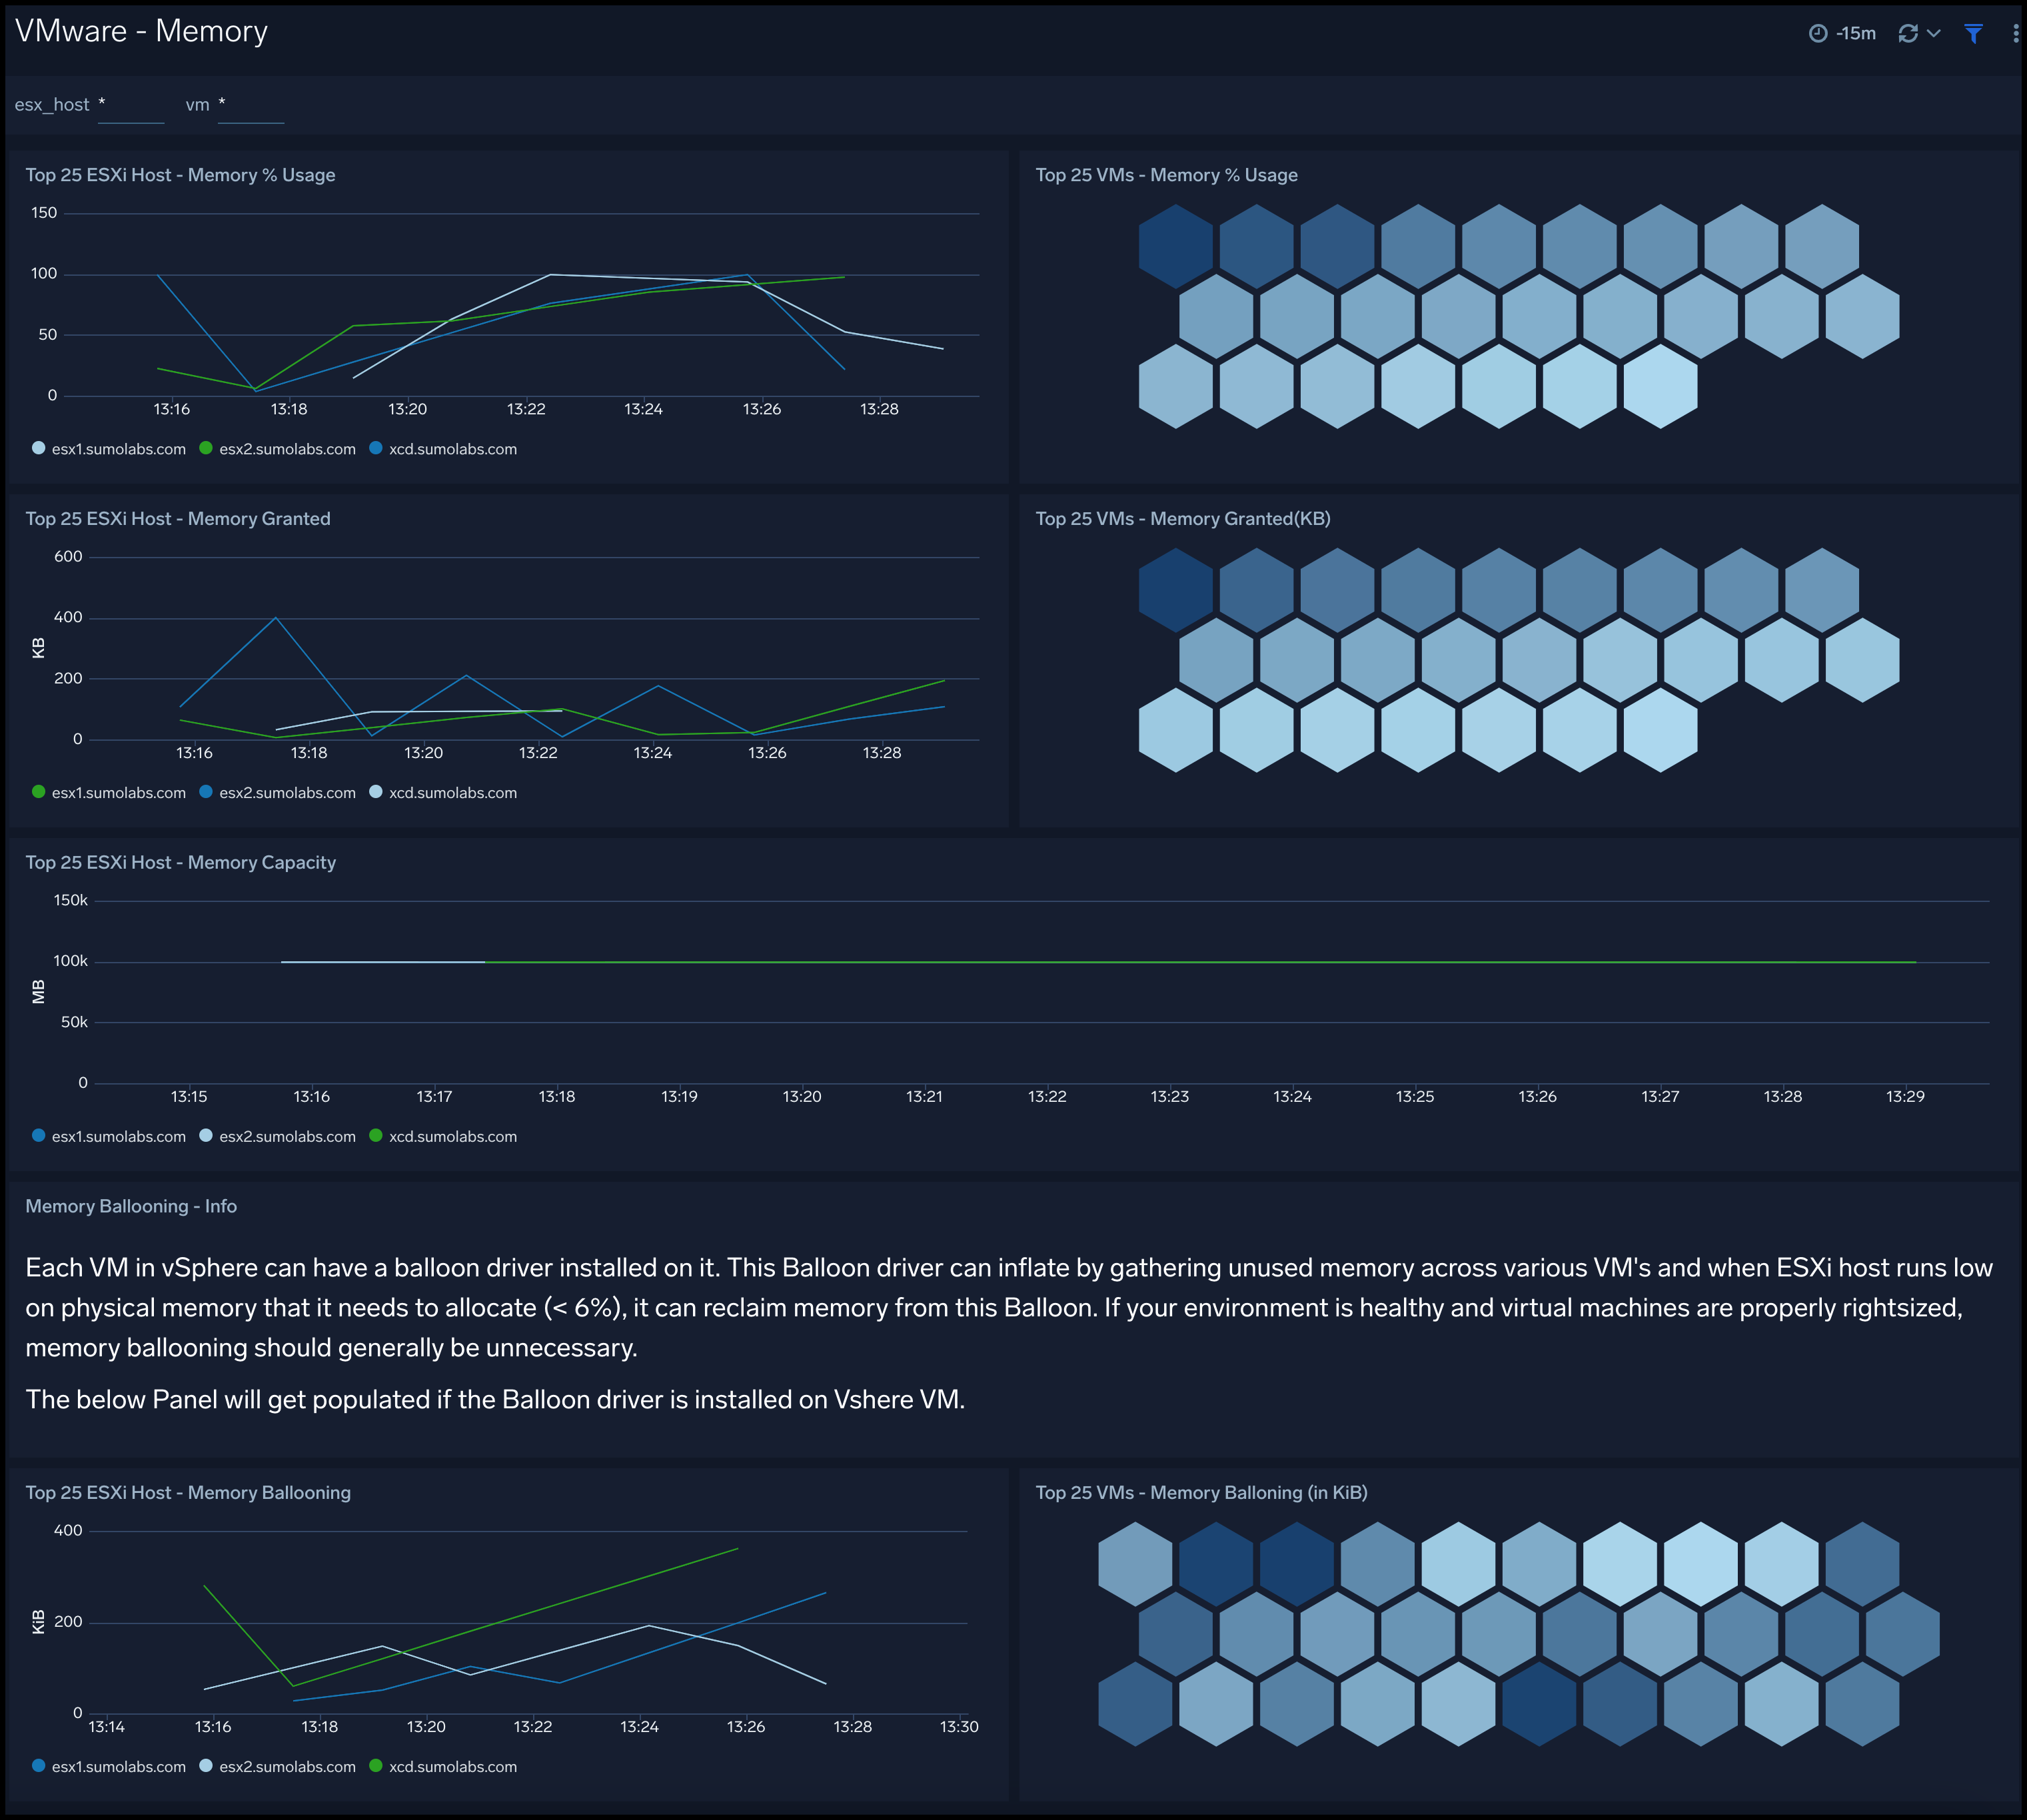 VMware - Memory
-15m
esx_host * vm *
Top 25 ESXi Host - Memory % Usage
150
100
50
0
13:16 13:18 13:20 13:22 13:24 13:26 13:28
esx1.sumolabs.com esx2.sumolabs.com xcd.sumolabs.com
Top 25 VMs - Memory % Usage
Top 25 ESXi Host - Memory Granted
KB
600
400
200
0
13:16 13:18 13:20 13:22 13:24 13:26 13:28
esx1.sumolabs.com esx2.sumolabs.com xcd.sumolabs.com
Top 25 VMs - Memory Granted(KB)
Top 25 ESXi Host - Memory Capacity
MB
150k
100k
50k
0
13:15 13:16 13:17 13:18 13:19 13:20 13:21 13:22 13:23 13:24 13:25 13:26 13:27 13:28 13:29
esx1.sumolabs.com esx2.sumolabs.com xcd.sumolabs.com
Memory Ballooning - Info
Each VM in vSphere can have a balloon driver installed on it. This Balloon driver can inflate by gathering unused memory across various VM's and when ESXi host runs low
on physical memory that it needs to allocate (< 6%), it can reclaim memory from this Balloon. If your environment is healthy and virtual machines are properly rightsized,
memory ballooning should generally be unnecessary.
The below Panel will get populated if the Balloon driver is installed on Vshere VM.
Top 25 ESXi Host - Memory Ballooning
KiB
400
200
0
13:14 13:16 13:18 13:20 13:22 13:24 13:26 13:28 13:30
esx1.sumolabs.com esx2.sumolabs.com xcd.sumolabs.com
Top 25 VMs - Memory Balloning (in KiB)